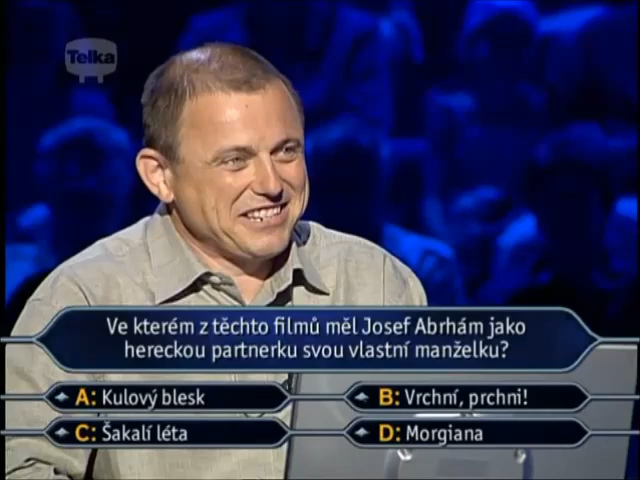 Telka
Ve kterém z těchto filmů měl Josef Abrhám jako
hereckou partnerku svou vlastní manželku?
A: Kulový blesk
B: Vrchní, prchni!
C: Šakalí léta
D: Morgiana